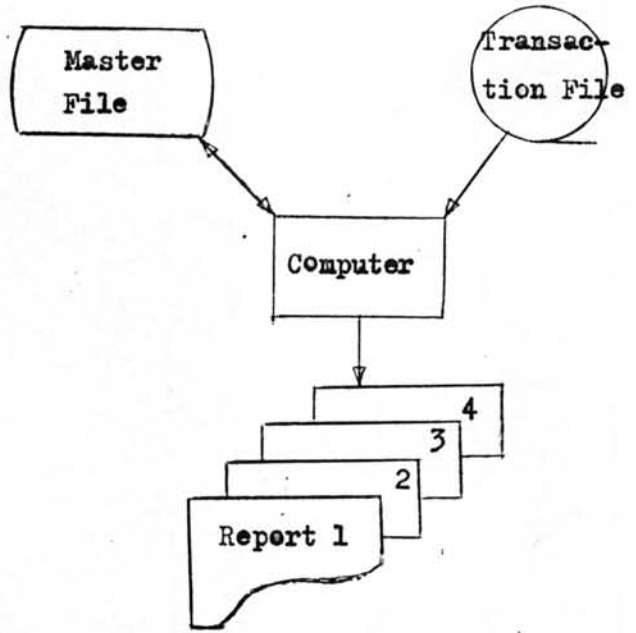 Master
File
Transac-
tion File
Computer
4
3
2
Report 1